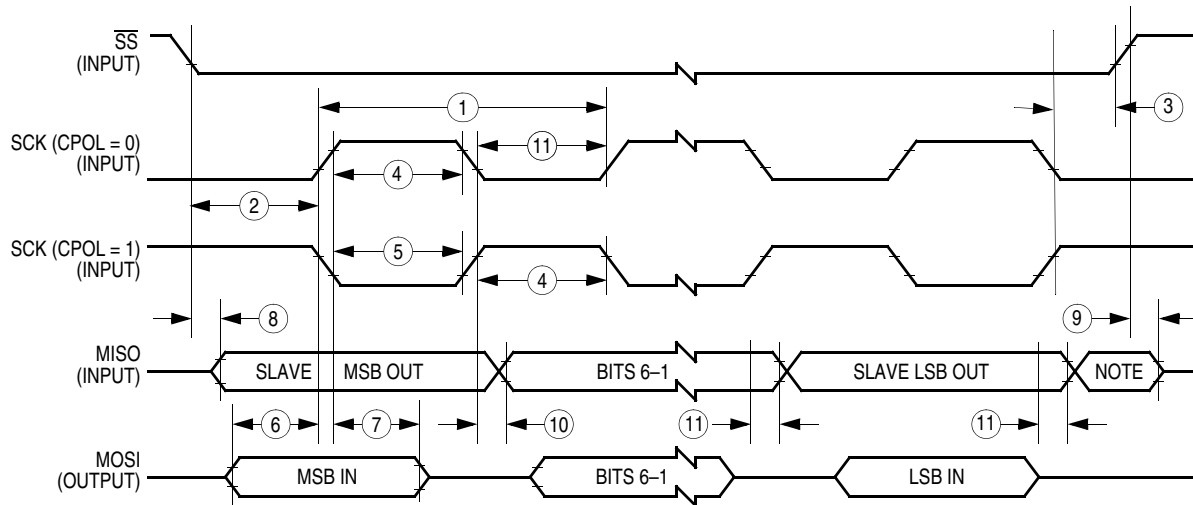 SS
(INPUT)
1
3
SCK (CPOL = 0)
(INPUT)
11
4
2
SCK (CPOL = 1)
(INPUT)
5
4
8
9
MISO
(INPUT)
SLAVE MSB OUT
BITS 6–1
SLAVE LSB OUT
NOTE
6
7
10
11
11
MOSI
(OUTPUT)
MSB IN
BITS 6–1
LSB IN